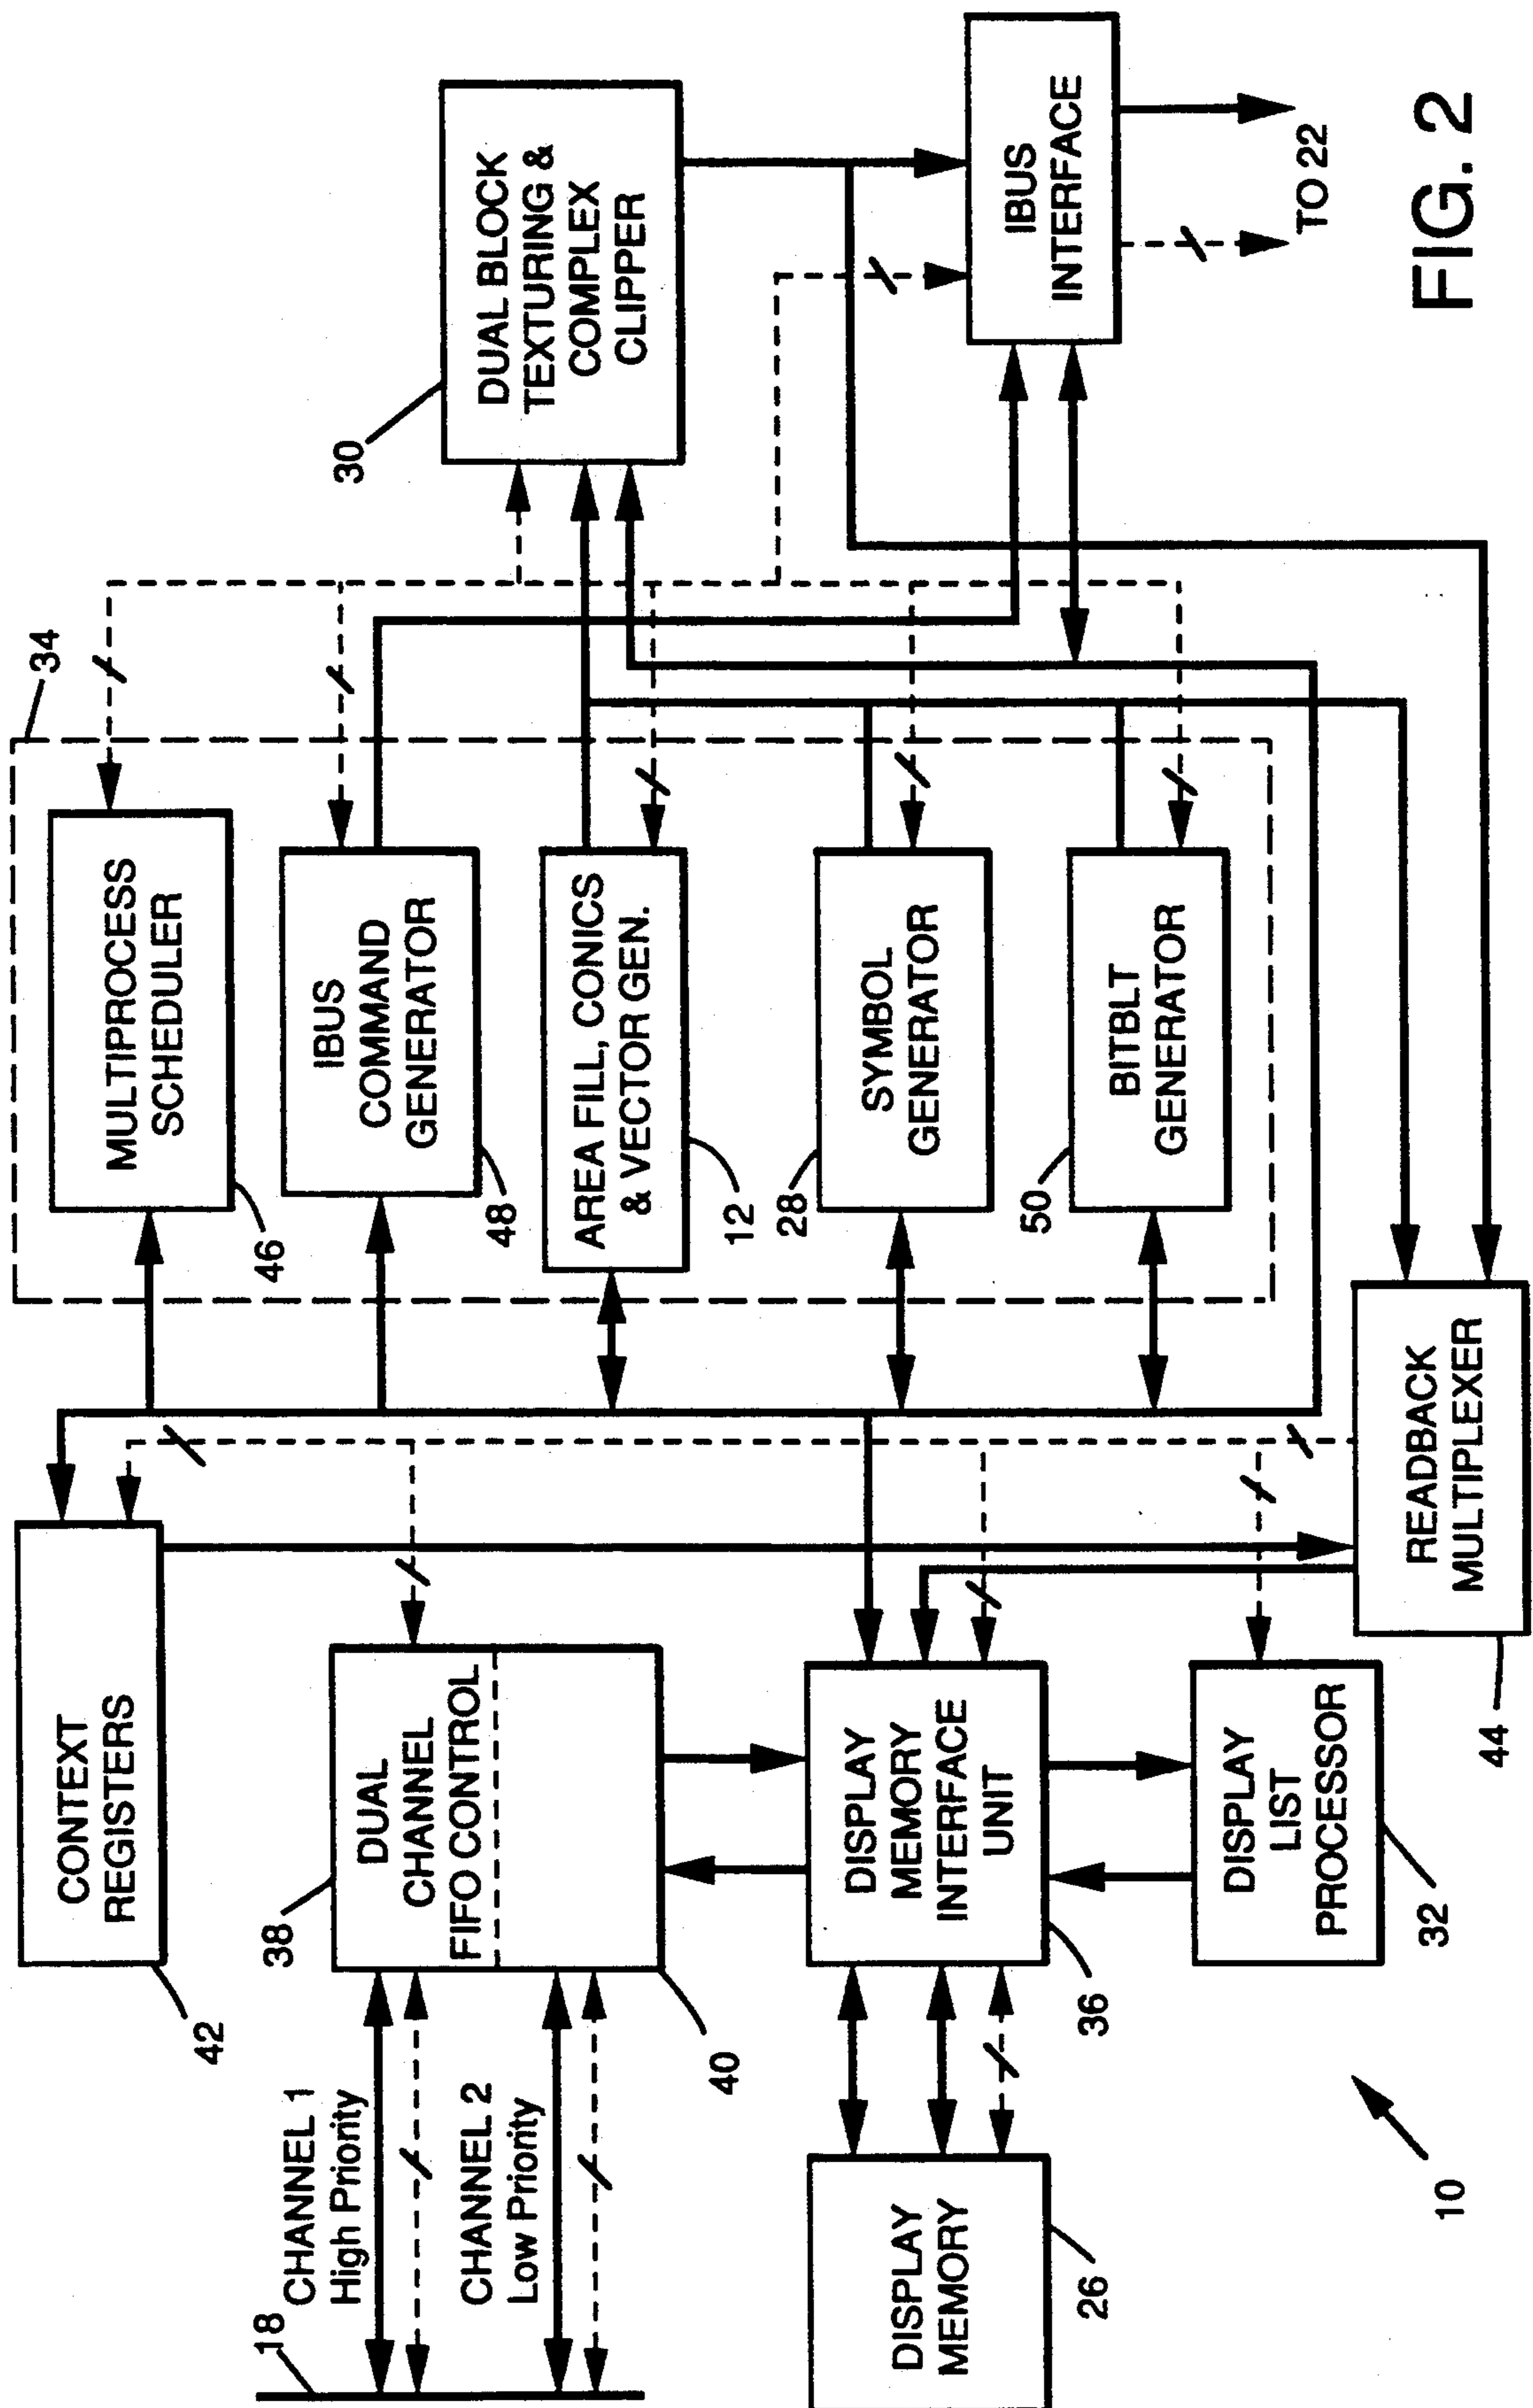 18
CHANNEL 1
High Priority
CHANNEL 2
Low Priority
42
CONTEXT
REGISTERS
38
DUAL
CHANNEL
FIFO CONTROL
40
DISPLAY
MEMORY
26
DISPLAY
MEMORY
INTERFACE
UNIT
36
DISPLAY
LIST
PROCESSOR
32
10
READBACK
MULTIPLEXER
44
34
MULTIPROCESS
SCHEDULER
46
IBUS
COMMAND
GENERATOR
48
AREA FILL, CONICS
& VECTOR GEN.
12
28
SYMBOL
GENERATOR
50
BITBLT
GENERATOR
30
DUAL BLOCK
TEXTURING &
COMPLEX
CLIPPER
IBUS
INTERFACE
TO 22
FIG. 2